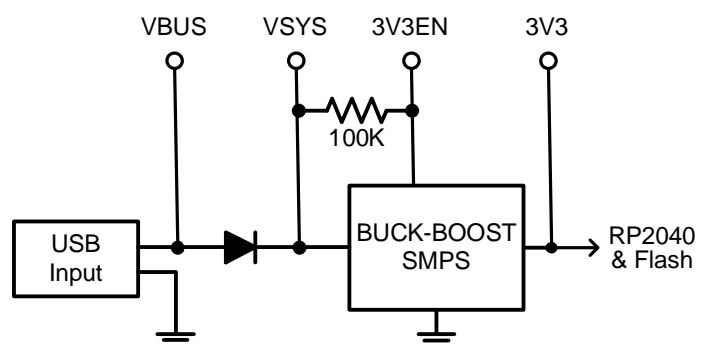 VBUS
VSYS
3V3EN
3V3
100K
USB
Input
BUCK-BOOST
SMPS
RP2040
& Flash